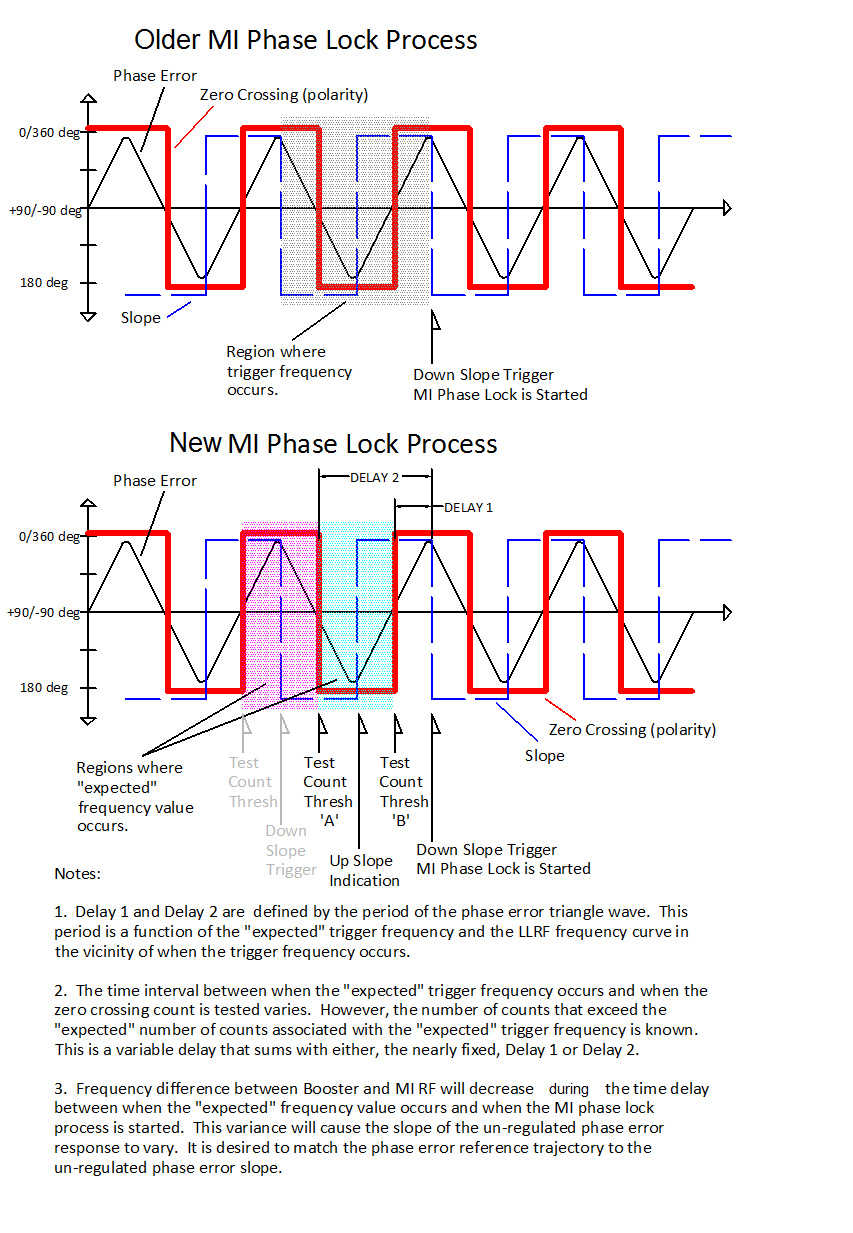 Older MI Phase Lock Process
Phase Error
Zero Crossing (polarity)
0/360 deg
+90/-90 deg
180 deg
Slope
Region where
trigger frequency
occurs.
Down Slope Trigger
MI Phase Lock is Started
New MI Phase Lock Process
Phase Error
DELAY 2
DELAY 1
0/360 deg
+90/-90 deg
180 deg
Zero Crossing (polarity)
Slope
Regions where
"expected"
frequency value
occurs.
Test
Count
Thresh
Down
Slope
Trigger
Test
Count
Thresh
'A'
Up Slope
Indication
Test
Count
Thresh
'B'
Down Slope Trigger
MI Phase Lock is Started
Notes:
1.  Delay 1 and Delay 2 are  defined by the period of the phase error triangle wave.  This
period is a function of the "expected" trigger frequency and the LLRF frequency curve in
the vicinity of when the trigger frequency occurs.
2.  The time interval between when the "expected" trigger frequency occurs and when the
zero crossing count is tested varies.  However, the number of counts that exceed the
"expected" number of counts associated with the "expected" trigger frequency is known.
This is a variable delay that sums with either, the nearly fixed, Delay 1 or Delay 2.
3.  Frequency difference between Booster and MI RF will decrease  during  the time delay
between when the "expected" frequency value occurs and when the MI phase lock
process is started.  This variance will cause the slope of the un-regulated phase error
response to vary.  It is desired to match the phase error reference trajectory to the
un-regulated phase error slope.